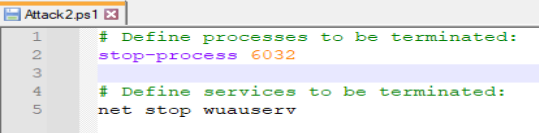 Attack2.ps1
1 # Define processes to be terminated:
2 stop-process 6032
3
4 # Define services to be terminated:
5 net stop wuauserv